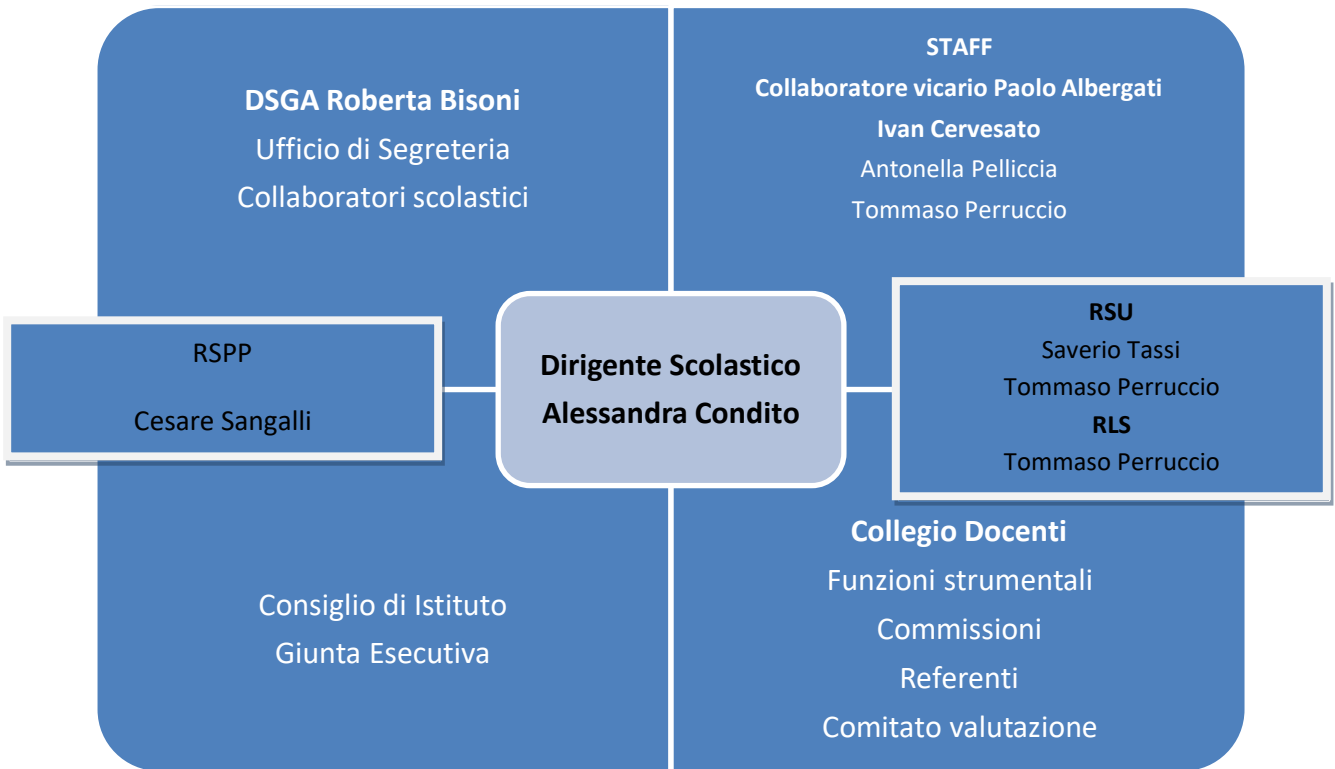 DSGA Roberta Bisoni
Ufficio di Segreteria
Collaboratori scolastici
STAFF
Collaboratore vicario Paolo Albergati
Ivan Cervesato
Antonella Pelliccia
Tommaso Perruccio
RSPP
Cesare Sangalli
Dirigente Scolastico
Alessandra Condito
RSU
Saverio Tassi
Tommaso Perruccio
RLS
Tommaso Perruccio
Consiglio di Istituto
Giunta Esecutiva
Collegio Docenti
Funzioni strumentali
Commissioni
Referenti
Comitato valutazione